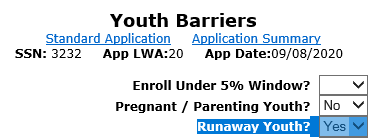 Youth Barriers
Standard Application Application Summary
SSN: 3232 App LWA:20 App Date:09/08/2020
Enroll Under 5% Window?
Pregnant / Parenting Youth? No
Runaway Youth? Yes